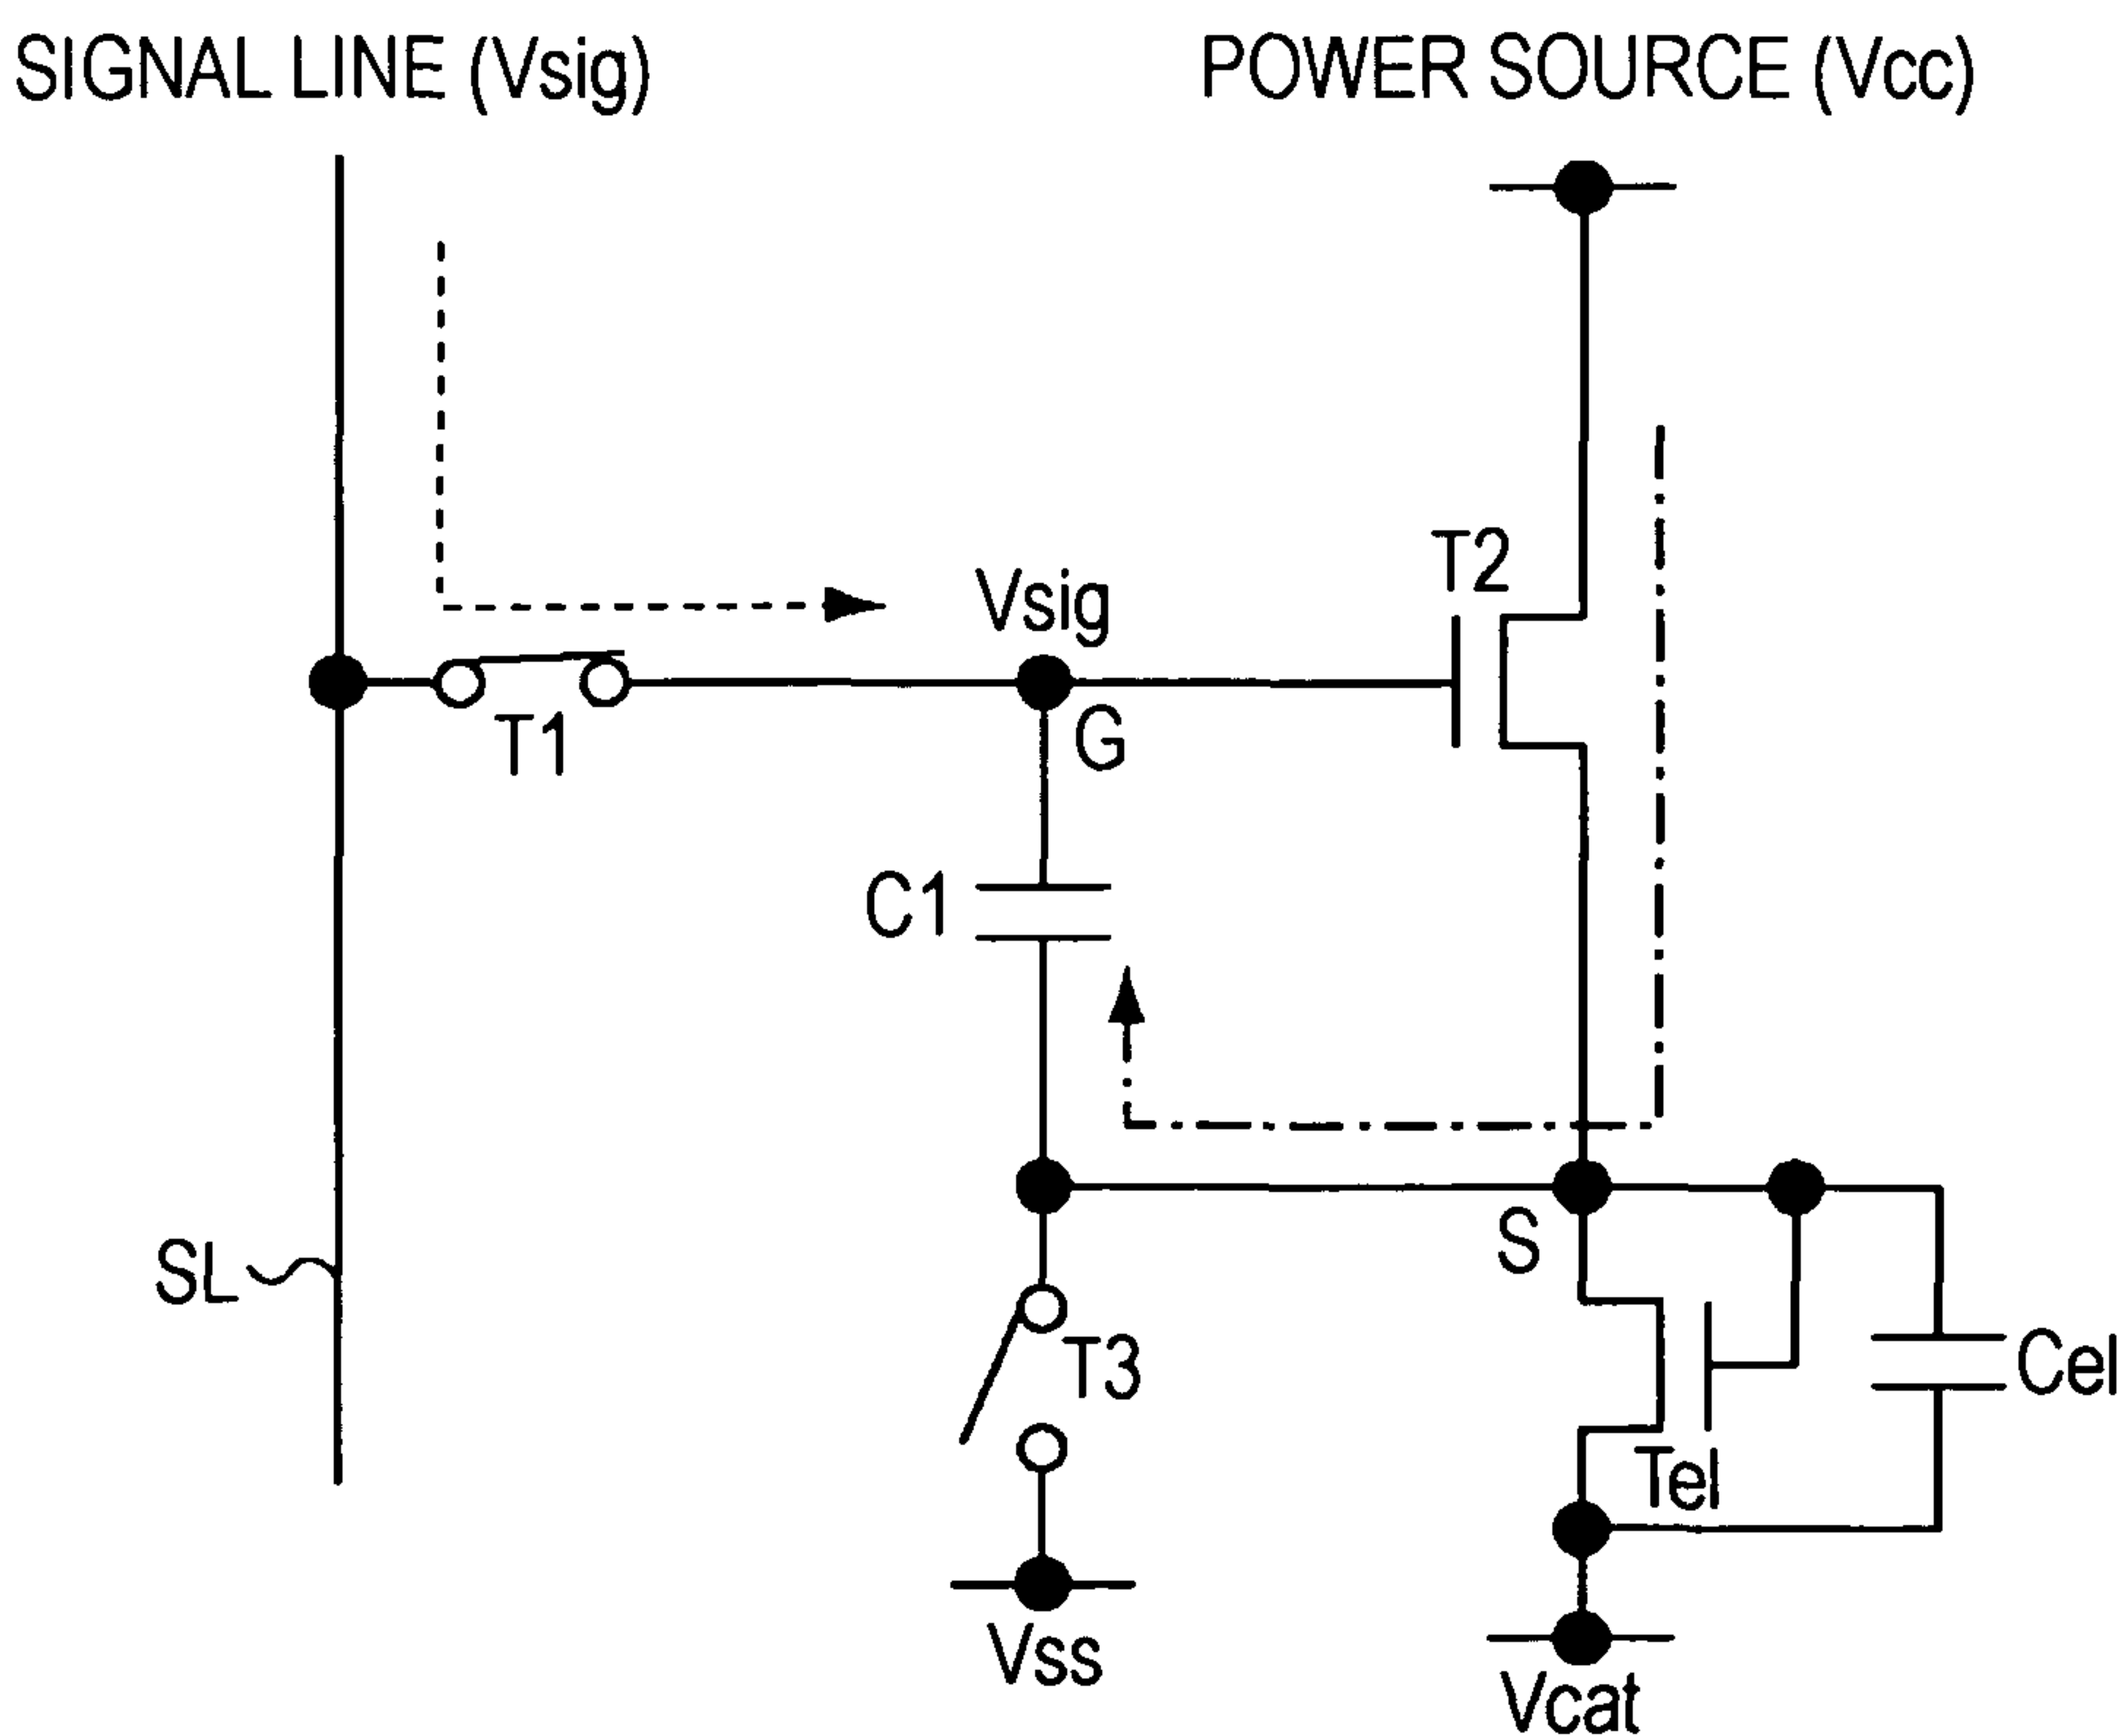 SIGNAL LINE (Vsig)
POWER SOURCE (Vcc)
T2
Vsig
T1
G
C1
S
SL
T3
Cel
Tel
Vss
Vcat